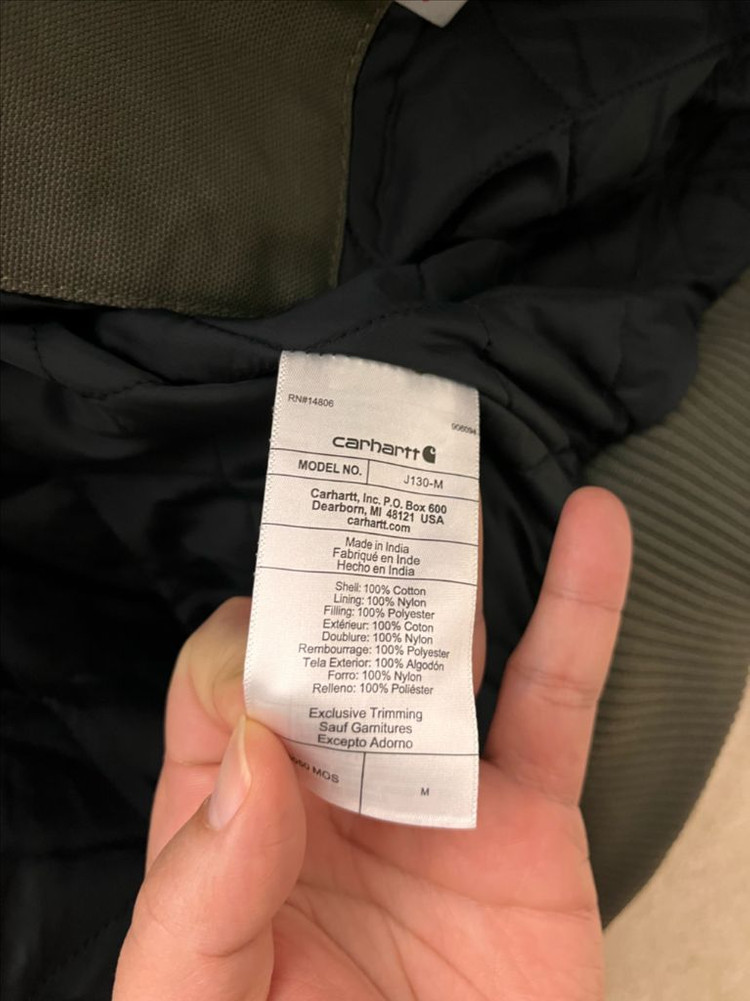 RN#14806
906094
carhartt
MODEL NO. J130-M
Carhartt, Inc. P.O. Box 600
Dearborn, MI 48121 USA
carhartt.com
Made in India
Fabriqué en Inde
Hecho en India
Shell: 100% Cotton
Lining: 100% Nylon
Filling: 100% Polyester
Extérieur: 100% Coton
Doublure: 100% Nylon
Rembourrage: 100% Polyester
Tela Exterior: 100% Algodón
Forro: 100% Nylon
Relleno: 100% Poliéster
Exclusive Trimming
Sauf Garnitures
Excepto Adorno
MOS M